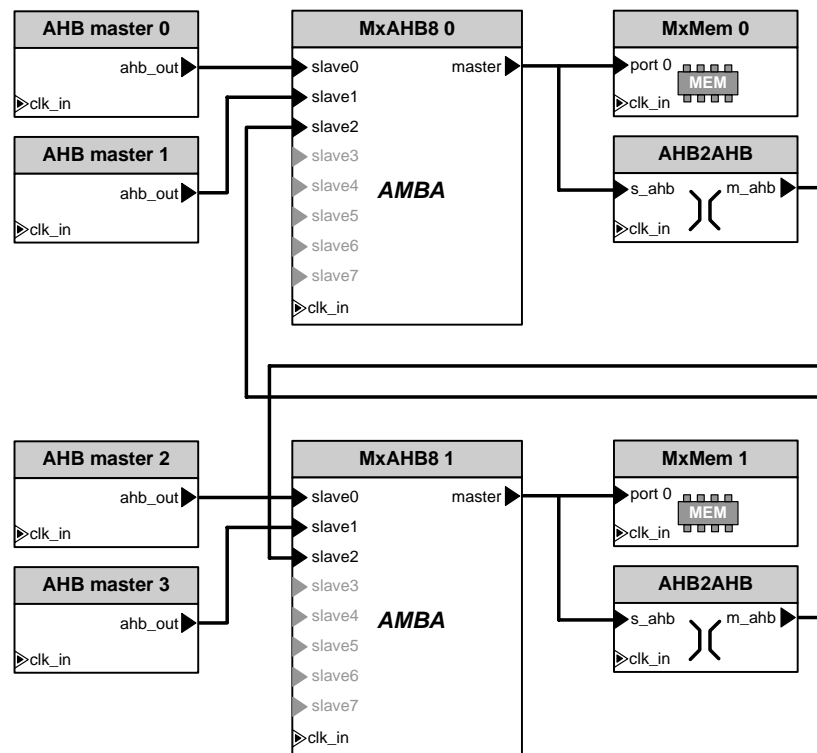 AHB master 0
ahb_out
clk_in
AHB master 1
ahb_out
clk_in
MxAHB8 0
slave0
master
slave1
slave2
slave3
slave4
slave5
slave6
slave7
clk_in
AMBA
MxMem 0
port 0
MEM
clk_in
AHB2AHB
s_ahb
m_ahb
clk_in
AHB master 2
ahb_out
clk_in
AHB master 3
ahb_out
clk_in
MxAHB8 1
slave0
master
slave1
slave2
slave3
slave4
slave5
slave6
slave7
clk_in
AMBA
MxMem 1
port 0
MEM
clk_in
AHB2AHB
s_ahb
m_ahb
clk_in